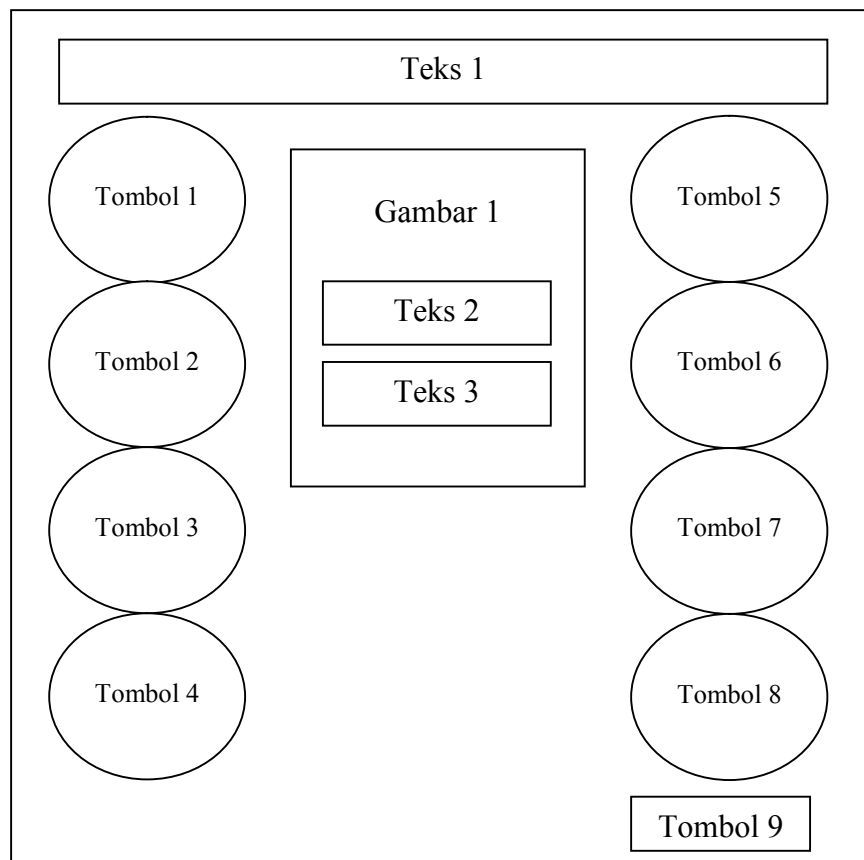 Teks 1
Tombol 1
Tombol 2
Tombol 3
Tombol 4
Gambar 1
Teks 2
Teks 3
Tombol 5
Tombol 6
Tombol 7
Tombol 8
Tombol 9